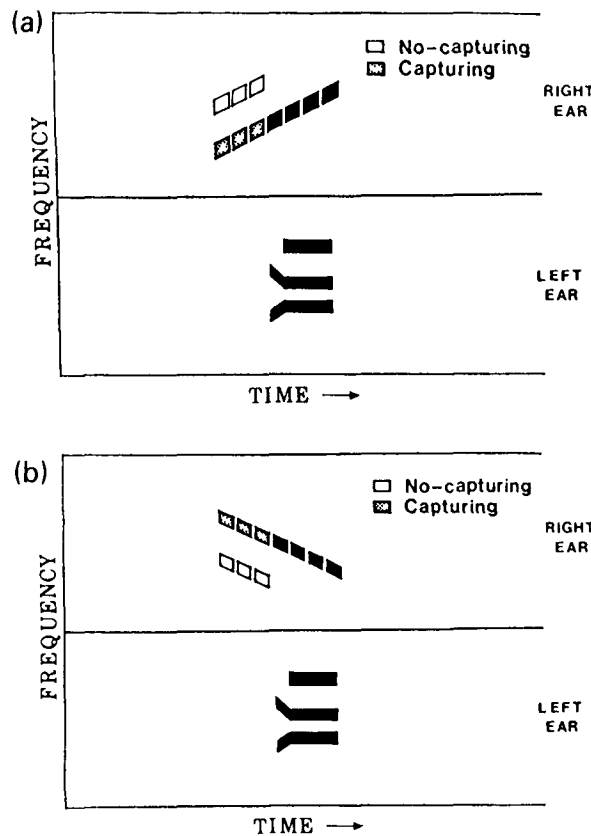 (a)
No-capturing
Capturing
RIGHT
EAR
FREQUENCY
LEFT
EAR
TIME →
(b)
No-capturing
Capturing
RIGHT
EAR
FREQUENCY
LEFT
EAR
TIME →